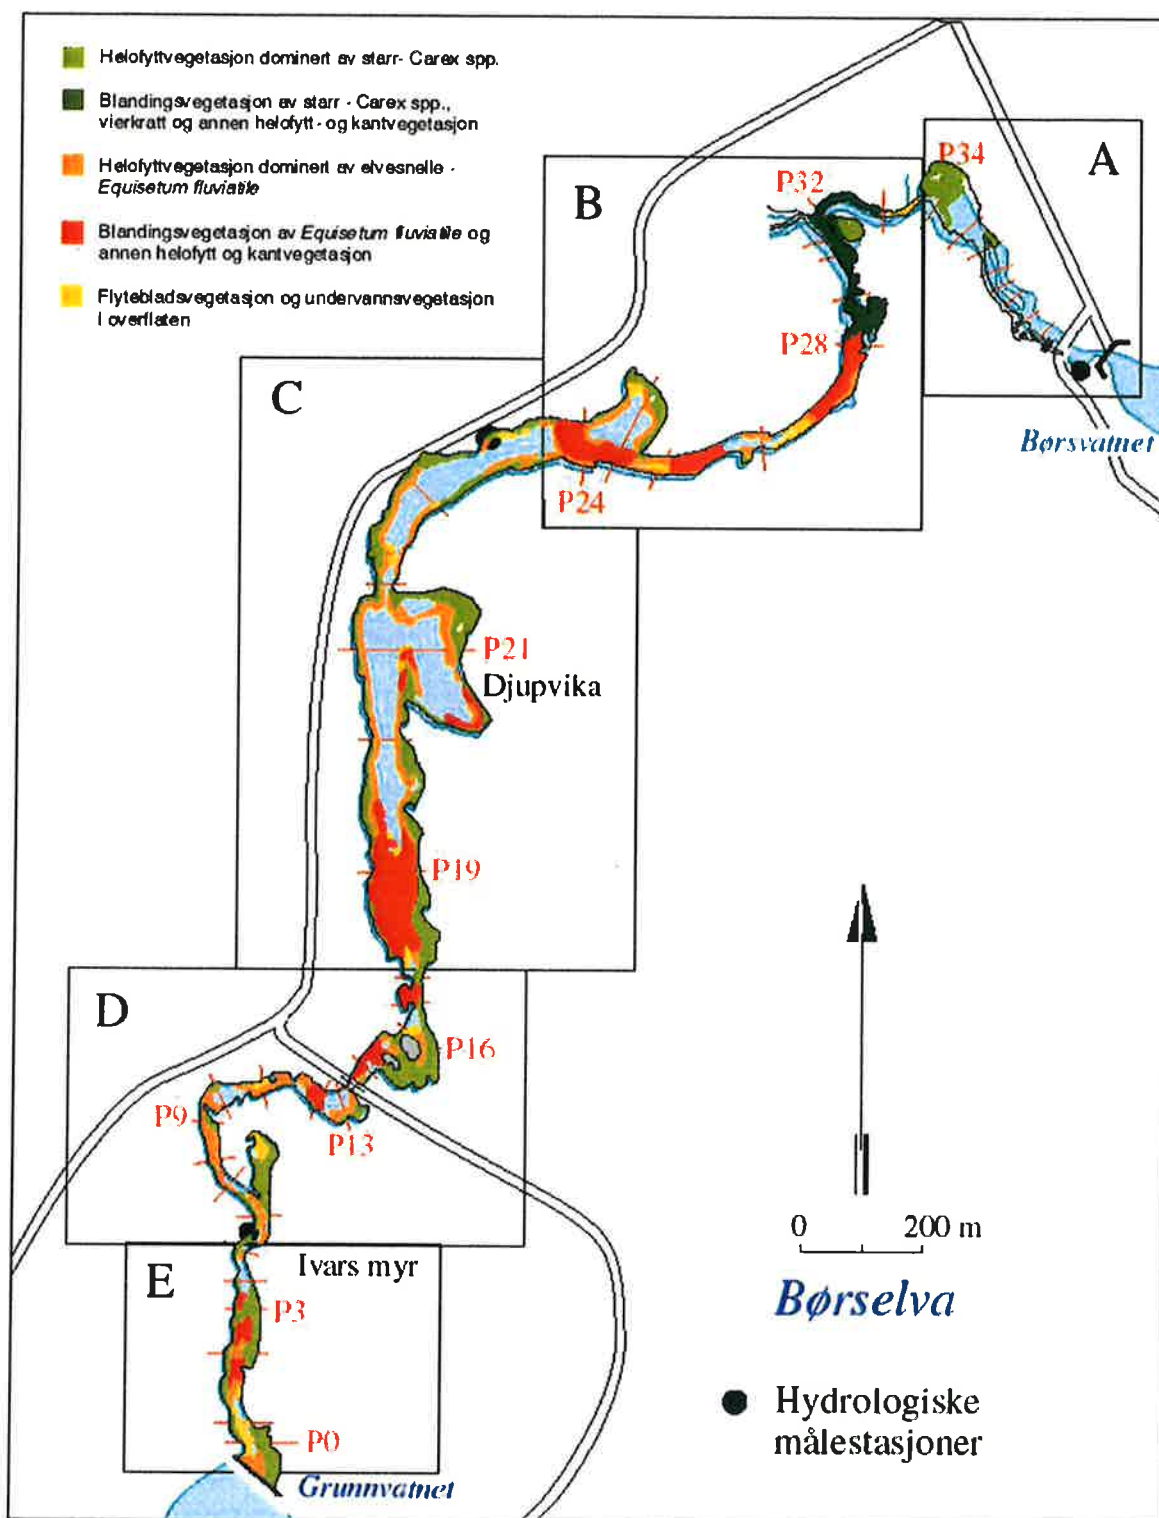 Helofyttvegetasjon dominert av starr- Carex spp.
Blandingsvegetasjon av starr - Carex spp.,
vierkratt og annen helofytt - og kantvegetasjon
Helofyttvegetasjon dominert av elvesnelle -
Equisetum fluviatile
Blandingsvegetasjon av Equisetum fluviatile og
annen helofytt og kantvegetasjon
Flytebladsvegetasjon og undervannsvegetasjon
i overflaten
A
P34
B
P32
P28
Børsvatnet
C
P24
P21
Djupvika
P19
D
P16
P9
P13
Ivars myr
E
P3
P0
Grunnvatnet
0 200 m
Børselva
Hydrologiske
målestasjoner